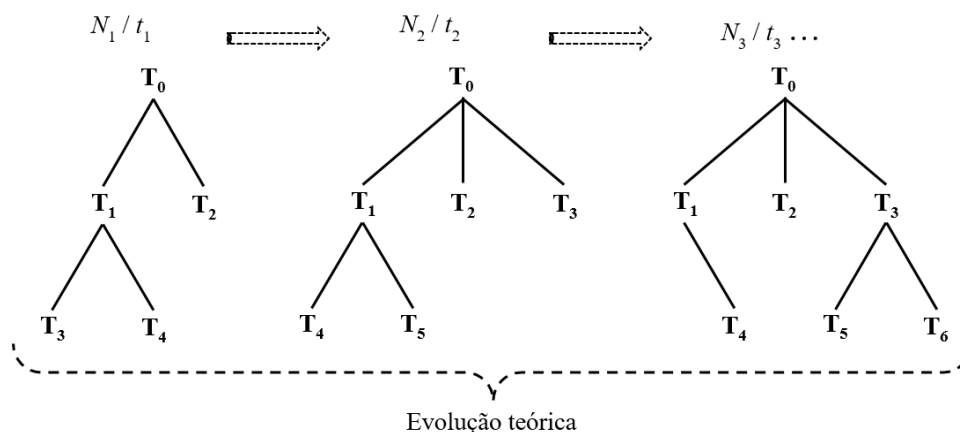 N₁ / t₁ N₂ / t₂ N₃ / t₃ ...
T₀ T₀ T₀
T₁ T₂ T₁ T₂ T₃ T₁ T₂ T₃
T₃ T₄ T₄ T₅ T₄ T₅ T₆
Evolução teórica